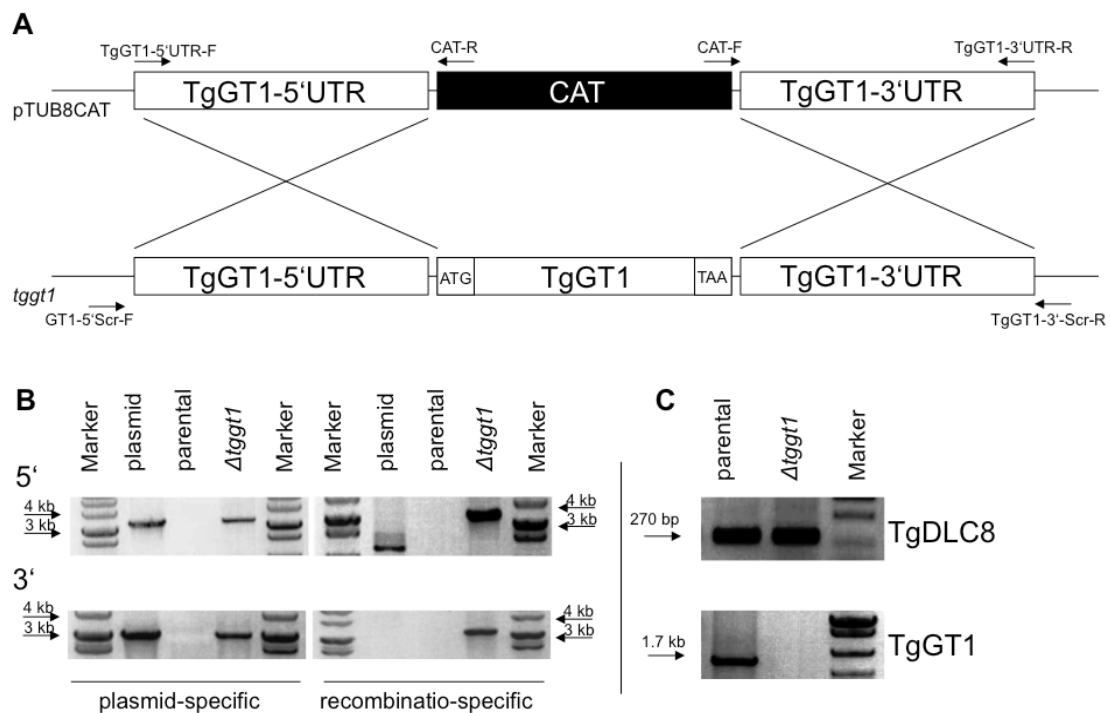 A
TgGT1-5‘UTR-F CAT-R CAT-F TgGT1-3‘UTR-R
TgGT1-5‘UTR CAT TgGT1-3‘UTR
pTUB8CAT
TgGT1-5‘UTR ATG TgGT1 TAA TgGT1-3‘UTR
tggt1
GT1-5‘Scr-F TgGT1-3‘-Scr-R
B
Marker plasmid parental Δtggt1 Marker Marker plasmid parental Δtggt1 Marker
5‘
4 kb 4 kb
3 kb 3 kb
3‘
4 kb 4 kb
3 kb 3 kb
plasmid-specific recombinatio-specific
C
parental Δtggt1 Marker
270 bp TgDLC8
1.7 kb TgGT1